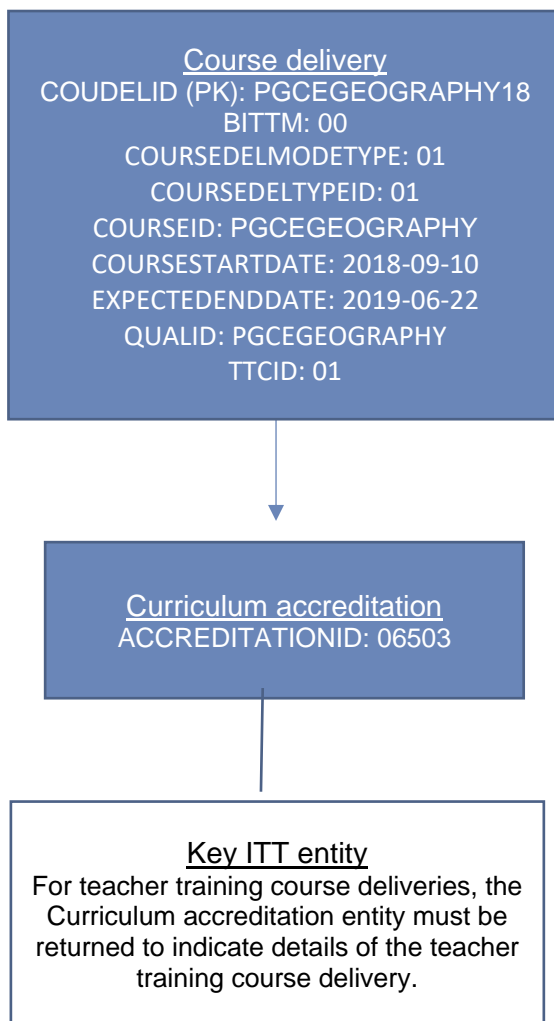 Course delivery
COUDELID (PK): PGCEGEOGRAPHY18
BITTM: 00
COURSEDELMODETYPE: 01
COURSEDELTYPEID: 01
COURSEID: PGCEGEOGRAPHY
COURSESTARTDATE: 2018-09-10
EXPECTEDENDDATE: 2019-06-22
QUALID: PGCEGEOGRAPHY
TTCID: 01
Curriculum accreditation
ACCREDITATIONID: 06503
Key ITT entity
For teacher training course deliveries, the
Curriculum accreditation entity must be
returned to indicate details of the teacher
training course delivery.